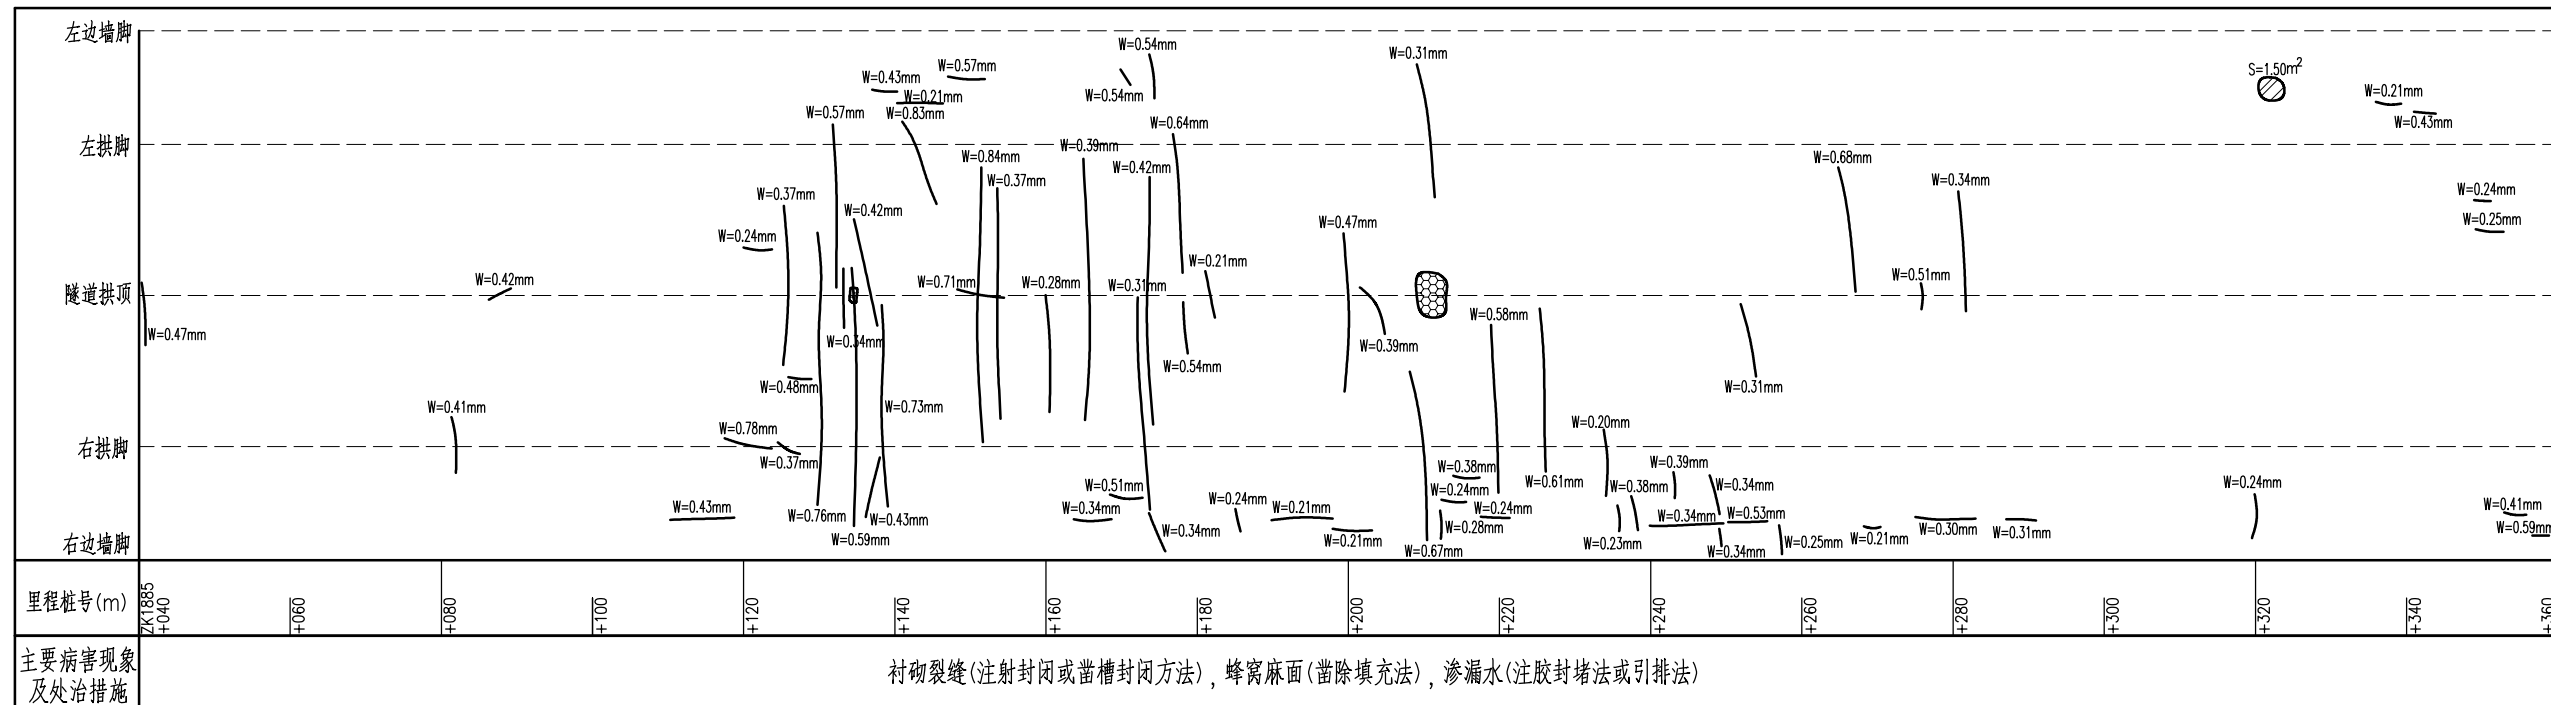 左边墙脚
W=0.54mm
W=0.31mm
W=0.57mm
S=1.50m²
W=0.43mm
W=0.54mm
W=0.21mm
W=0.21mm
W=0.57mm
W=0.83mm
W=0.64mm
W=0.43mm
左拱脚
W=0.39mm
W=0.84mm
W=0.42mm
W=0.68mm
W=0.37mm
W=0.34mm
W=0.24mm
W=0.37mm
W=0.42mm
W=0.47mm
W=0.25mm
W=0.24mm
W=0.21mm
W=0.42mm
W=0.71mm
W=0.28mm
W=0.31mm
W=0.51mm
隧道拱顶
W=0.47mm
W=0.34mm
W=0.58mm
W=0.39mm
W=0.54mm
W=0.48mm
W=0.31mm
W=0.41mm
W=0.73mm
W=0.78mm
W=0.20mm
右拱脚
W=0.37mm
W=0.38mm
W=0.39mm
W=0.51mm
W=0.24mm
W=0.61mm
W=0.38mm
W=0.34mm
W=0.24mm
W=0.43mm
W=0.34mm
W=0.24mm
W=0.21mm
W=0.24mm
W=0.34mm
W=0.53mm
W=0.41mm
W=0.76mm
W=0.43mm
W=0.34mm
W=0.28mm
W=0.30mm
W=0.31mm
W=0.59mm
右边墙脚
W=0.59mm
W=0.21mm
W=0.67mm
W=0.23mm
W=0.34mm
W=0.25mm
W=0.21mm
里程桩号(m)
ZK1885
+040
+060
+080
+100
+120
+140
+160
+180
+200
+220
+240
+260
+280
+300
+320
+340
+360
主要病害现象
及处治措施
衬砌裂缝(注射封闭或凿槽封闭方法)，蜂窝麻面(凿除填充法)，渗漏水(注胶封堵法或引排法)